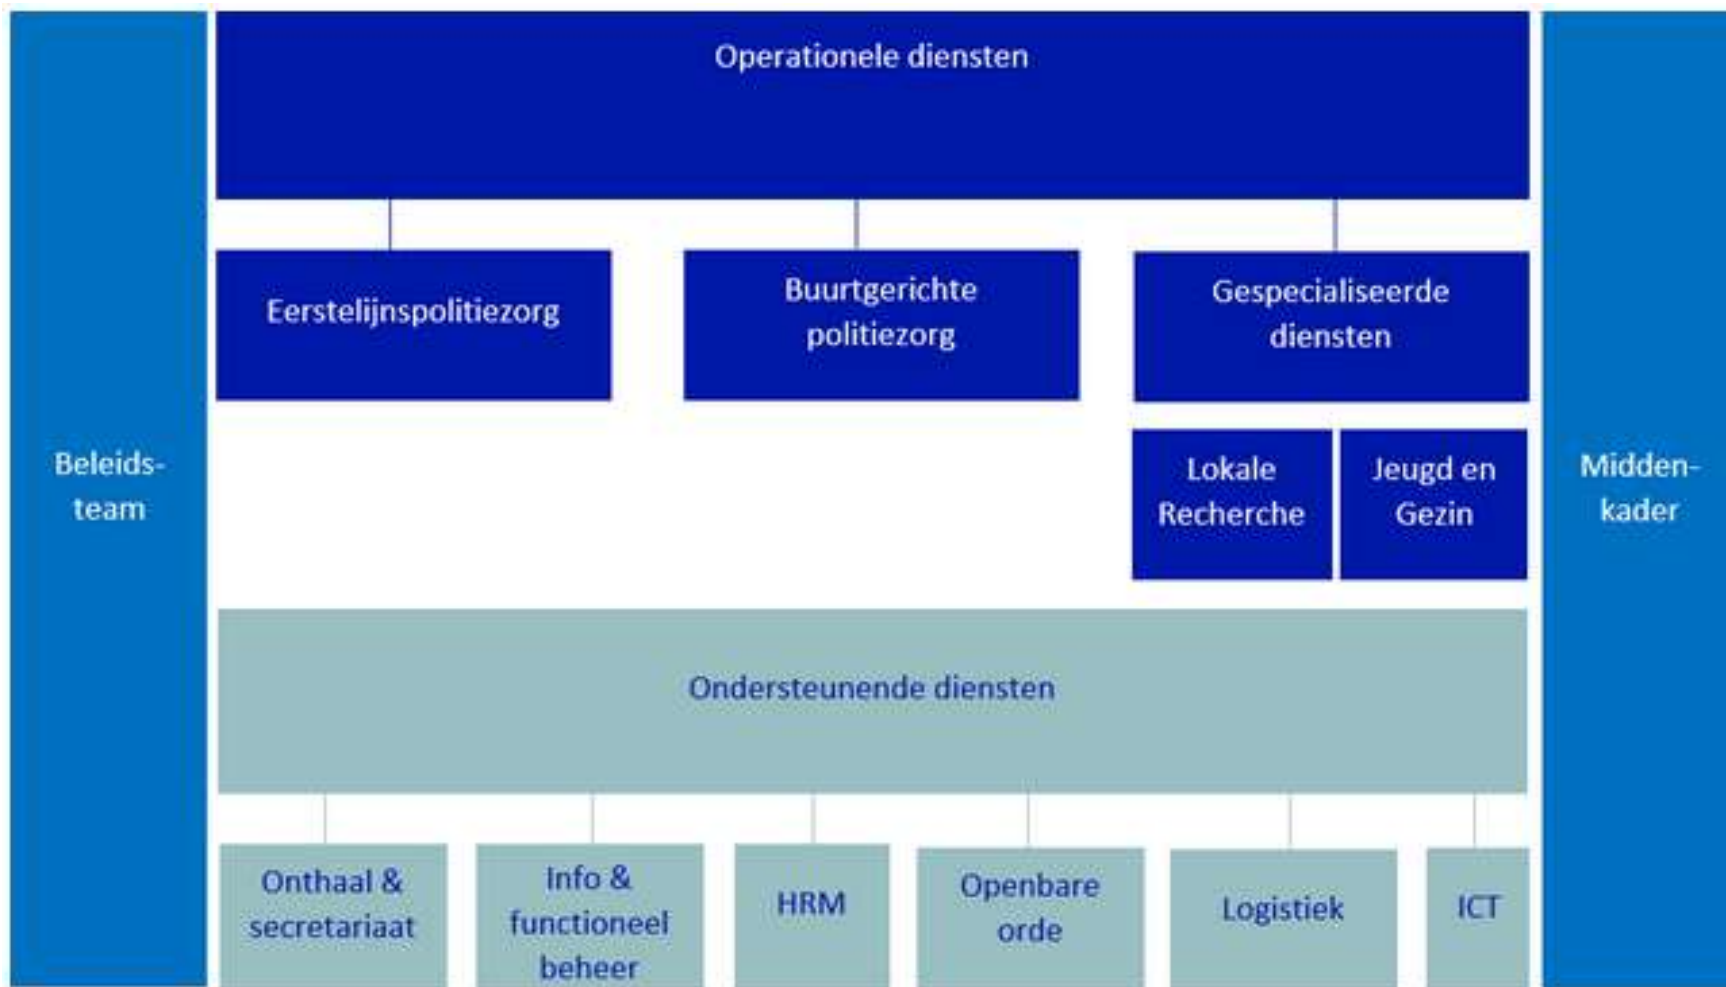 Operationele diensten
Eerstelijnspolitiezorg
Buurtgerichte
politiezorg
Gespecialiseerde
diensten
Beleids-
team
Lokale
Recherche
Jeugd en
Gezin
Midden-
kader
Ondersteunende diensten
Onthaal &
secretariaat
Info &
functioneel
beheer
HRM
Openbare
orde
Logistiek
ICT